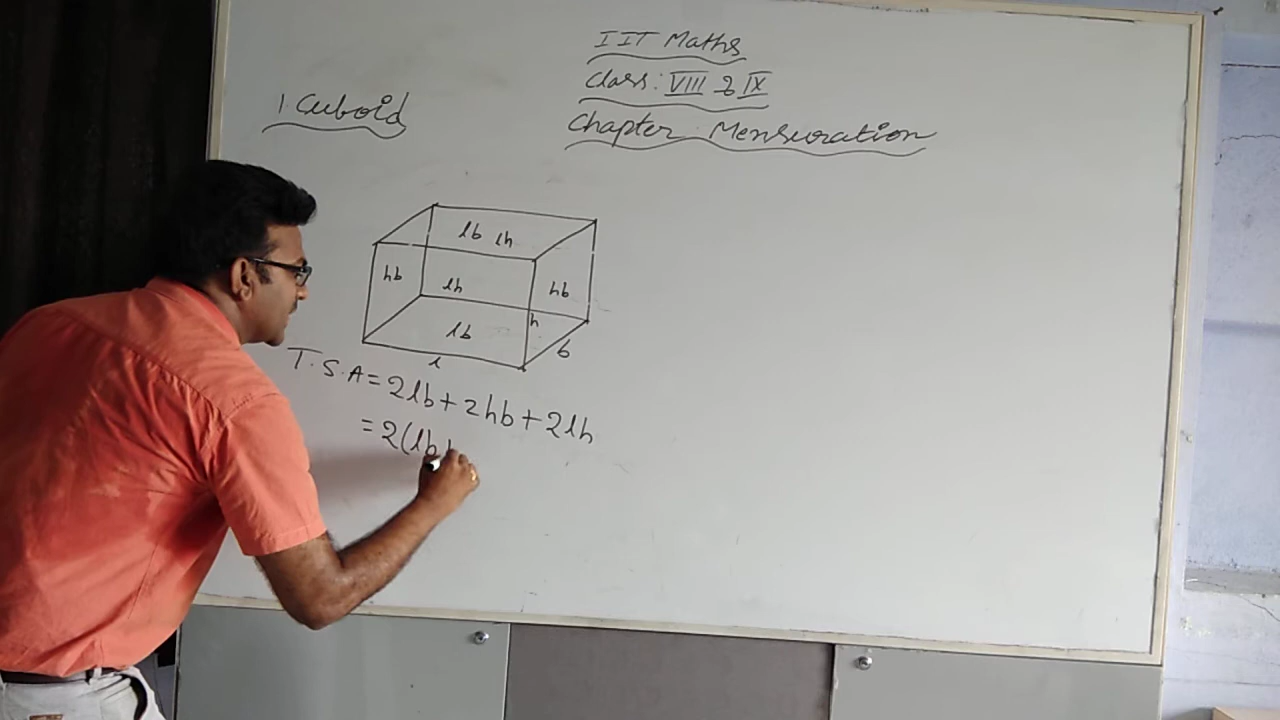 IIT Maths
Class: VIII & IX
Chapter: Mensuration
1. Cuboid
lb lh
hb lh hb
lb h
l b
T.S.A = 2lb + 2hb + 2lh
= 2(lb